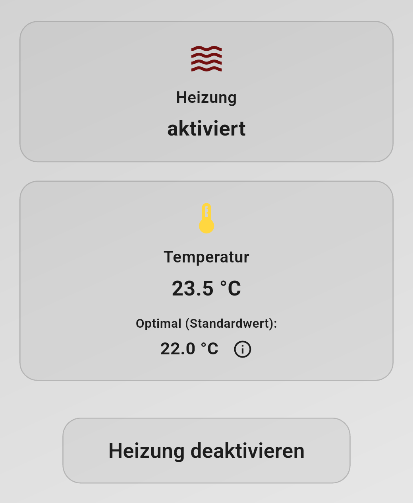 Heizung
aktiviert
Temperatur
23.5 °C
Optimal (Standardwert):
22.0 °C
Heizung deaktivieren